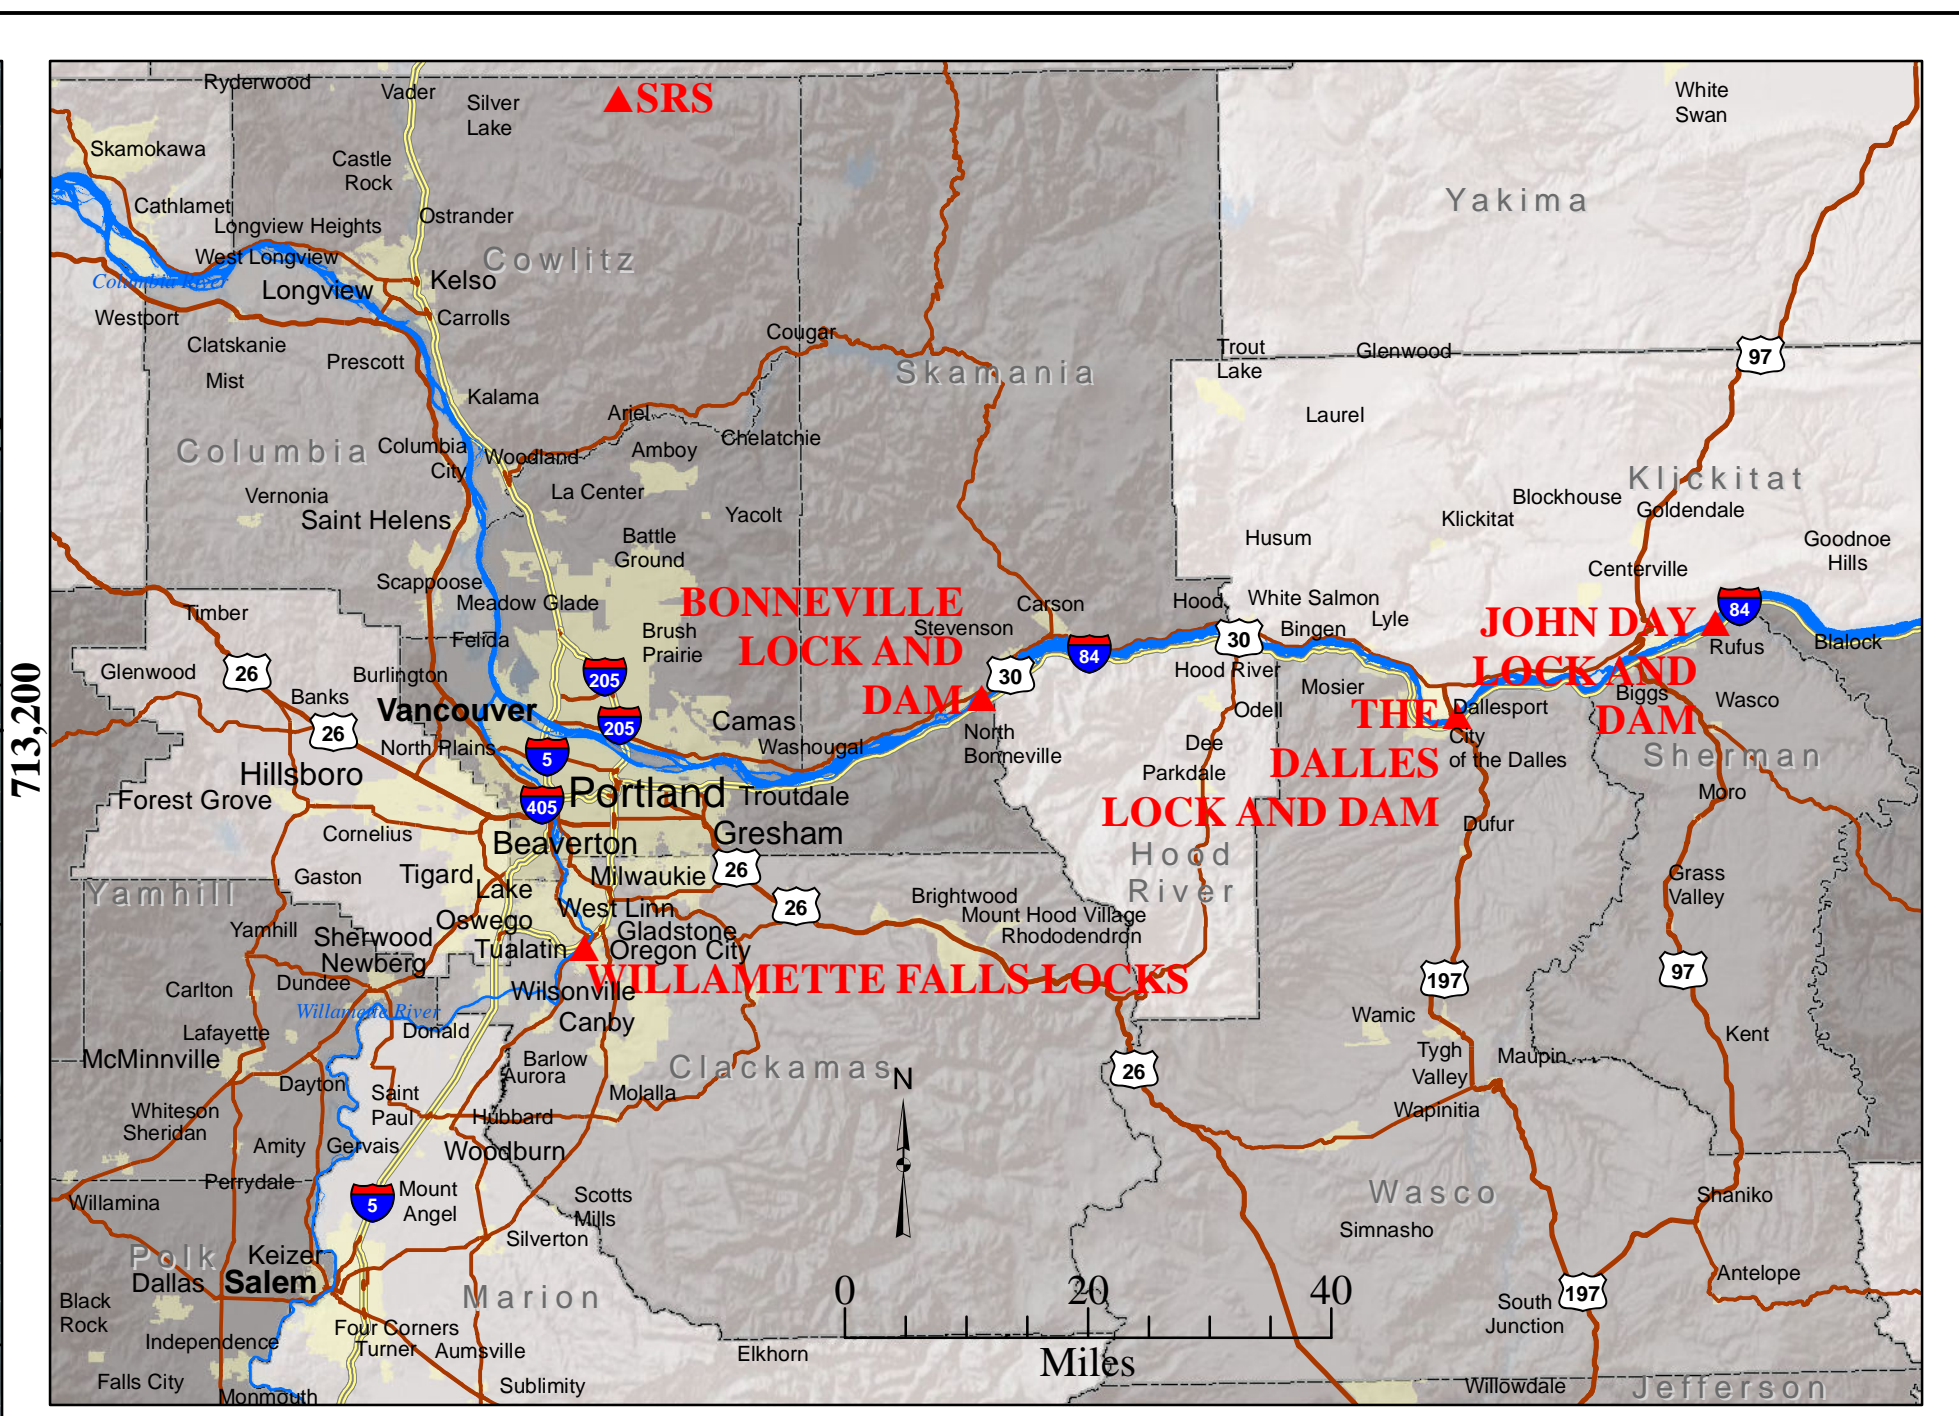 713,200
Ryderwood
Vader
Silver
Lake
SRS
White
Swan
Skamokawa
Castle
Rock
Cathlamet
Longview Heights
Ostrander
Yakima
West Longview
Cowlitz
Columbia River
Longview
Kelso
Westport
Carrolls
Clatskanie
Prescott
Cougar
Trout
Lake
Glenwood
97
Mist
Skamania
Kalama
Ariel
Laurel
Columbia
Columbia
City
Woodland
Amboy
Chelatchie
Klickitat
Vernonia
La Center
Blockhouse
Saint Helens
Yacolt
Klickitat
Goldendale
Battle
Ground
Husum
Goodnoe
Hills
Centerville
Scappoose
Meadow Glade
BONNEVILLE
LOCK AND
DAM
Carson
Hood
White Salmon
Lyle
JOHN DAY
LOCK AND
DAM
84
Timber
Felida
Brush
Prairie
Stevenson
30
Bingen
Rufus
Blalock
Glenwood
26
Burlington
205
30
84
Hood River
Mosier
Biggs
Wasco
Banks
Vancouver
205
Camas
Odell
THE
DALLES
LOCK AND DAM
Dallesport
26
North Plains
5
Washougal
North
Bonneville
Dee
City
of the Dalles
Sherman
Hillsboro
Parkdale
Forest Grove
405
Portland
Troutdale
Moro
Cornelius
Beaverton
Gresham
Dufur
Hood
River
Gaston
Tigard
Milwaukie
26
Grass
Valley
Yamhill
Lake
Oswego
West Linn
26
Brightwood
Mount Hood Village
Rhododendron
Yamhill
Sherwood
Gladstone
Newberg
Tualatin
Oregon City
WILLAMETTE FALLS LOCKS
197
97
Carlton
Dundee
Wilsonville
Willamette River
Canby
Wamic
Lafayette
Donald
Kent
McMinnville
Barlow
Clackamas
N
26
Tygh
Valley
Maupin
Dayton
Aurora
Saint
Paul
Molalla
Whiteson
Hubbard
Wapinitia
Sheridan
Amity
Gervais
Woodburn
Perrydale
Willamina
5
Mount
Angel
Scotts
Mills
Wasco
Shaniko
Simnasho
Silverton
Polk
Keizer
Dallas
Salem
Marion
0 20 40
Miles
197
Antelope
Black
Rock
South
Junction
Independence
Four Corners
Turner
Aumsville
Elkhorn
Falls City
Monmouth
Sublimity
Willowdale
Jefferson